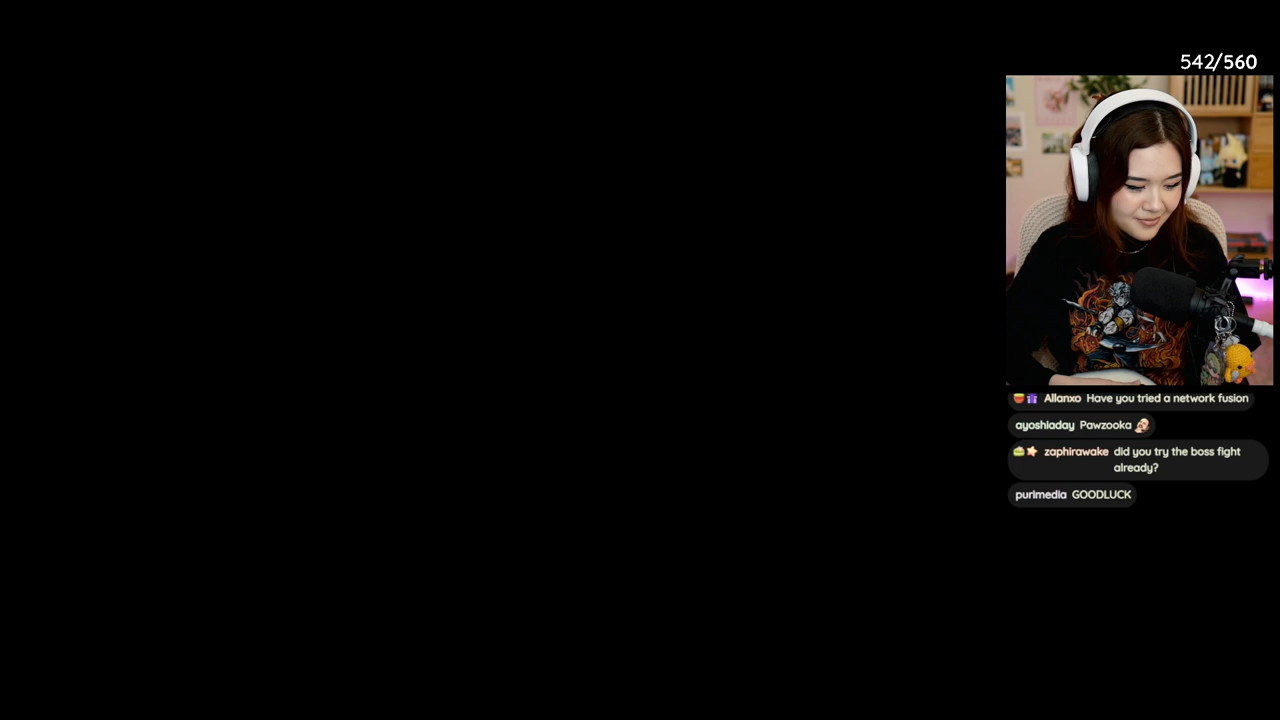 542/560
Allanxo Have you tried a network fusion
ayoshiaday Pawzooka
zaphirawake did you try the boss fight
already?
purimedia GOODLUCK